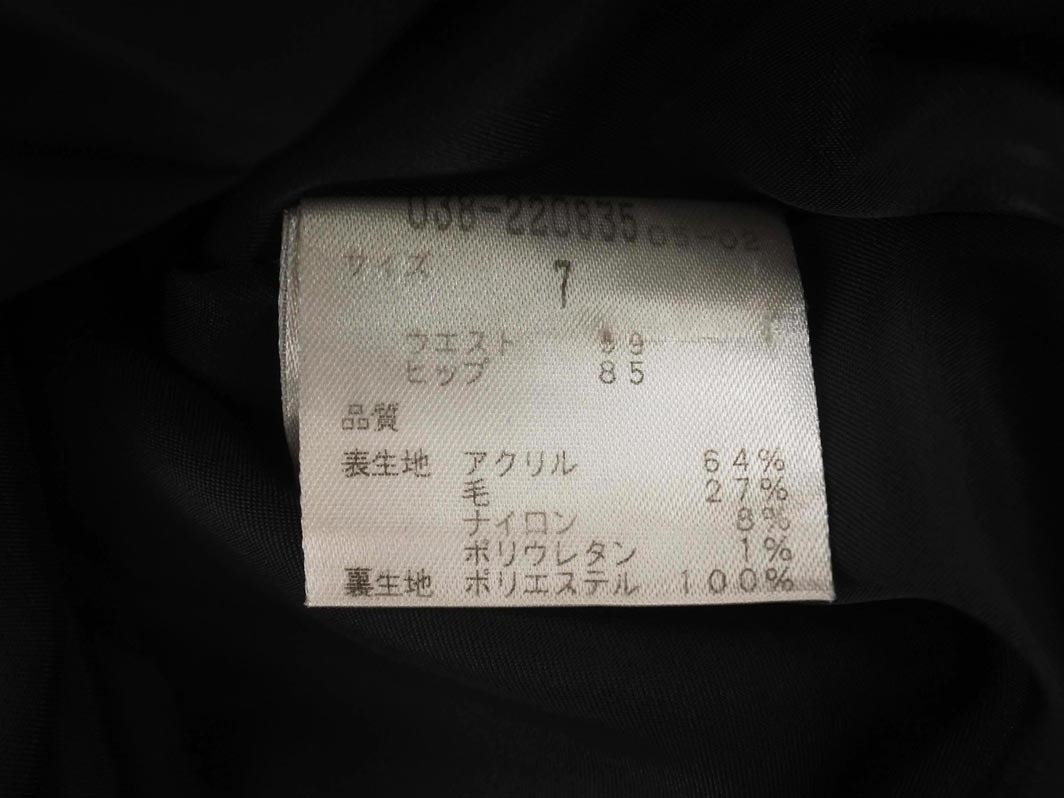 サイズ 7
ウエスト
ヒップ 85
品質
表生地 アクリル 64%
毛 27%
ナイロン 8%
ポリウレタン 1%
裏生地 ポリエステル 100%